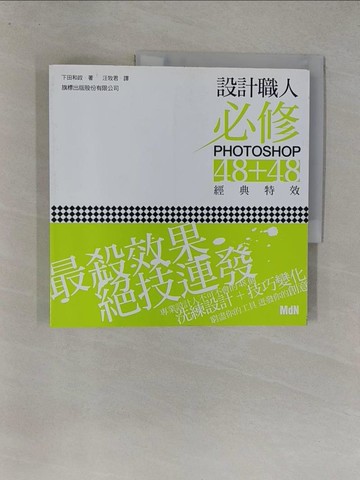 下田和政・著 汪牧君・譯
旗標出版股份有限公司
設計職人
必修
PHOTOSHOP
48+48
經典特效
最殺效果
絕技連發
洗練設計+技巧變化
MdN